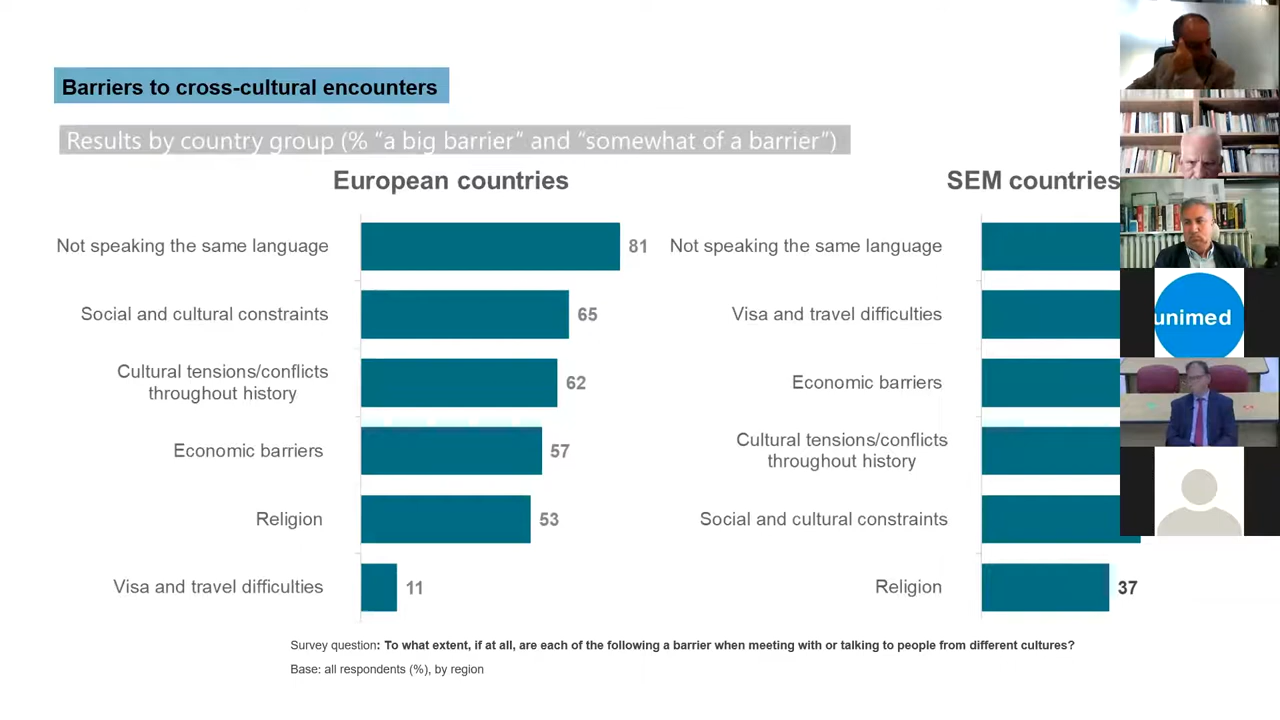 Barriers to cross-cultural encounters
Results by country group (% “a big barrier” and “somewhat of a barrier”)
European countries
Not speaking the same language
81
Social and cultural constraints
65
Cultural tensions/conflicts
throughout history
62
Economic barriers
57
Religion
53
Visa and travel difficulties
11
SEM countries
Not speaking the same language
Visa and travel difficulties
Economic barriers
Cultural tensions/conflicts
throughout history
Social and cultural constraints
Religion
37
Survey question: To what extent, if at all, are each of the following a barrier when meeting with or talking to people from different cultures?
Base: all respondents (%), by region
unimed